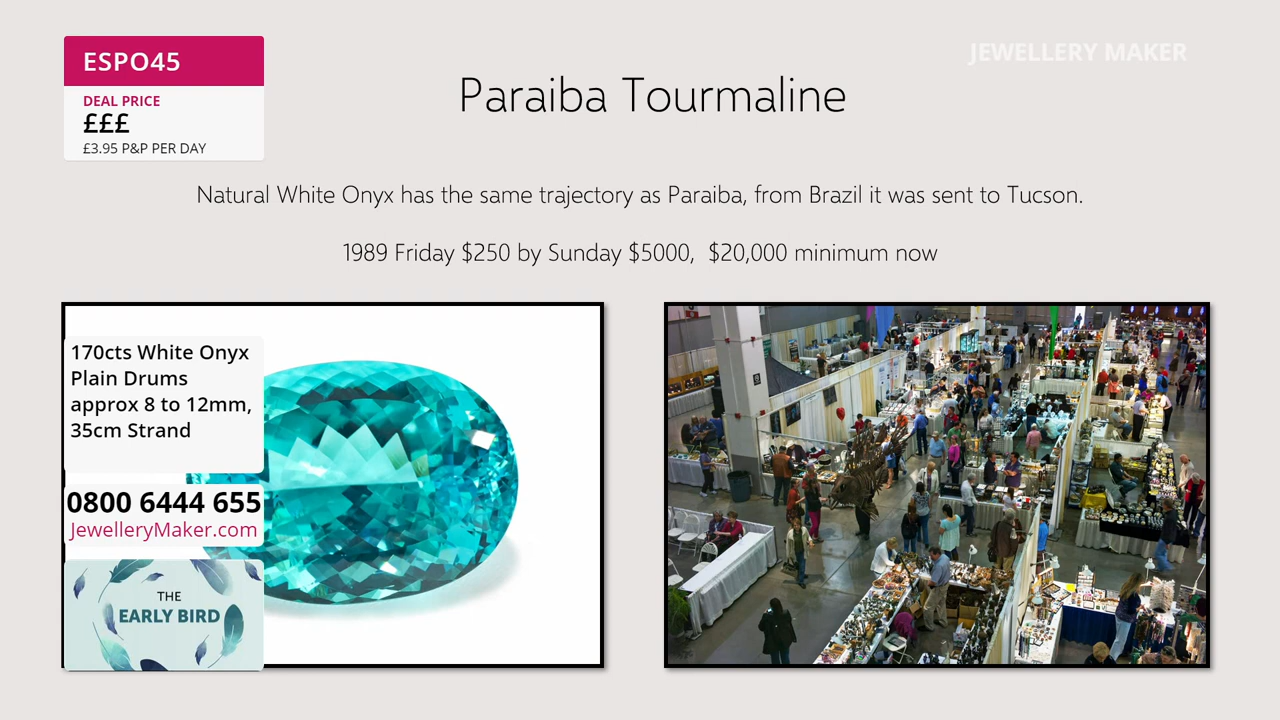 ESPO45
DEAL PRICE
£££
£3.95 P&P PER DAY
JEWELLERY MAKER
Paraiba Tourmaline
Natural White Onyx has the same trajectory as Paraiba, from Brazil it was sent to Tucson.
1989 Friday $250 by Sunday $5000,  $20,000 minimum now
170cts White Onyx
Plain Drums
approx 8 to 12mm,
35cm Strand
0800 6444 655
JewelleryMaker.com
THE
EARLY BIRD